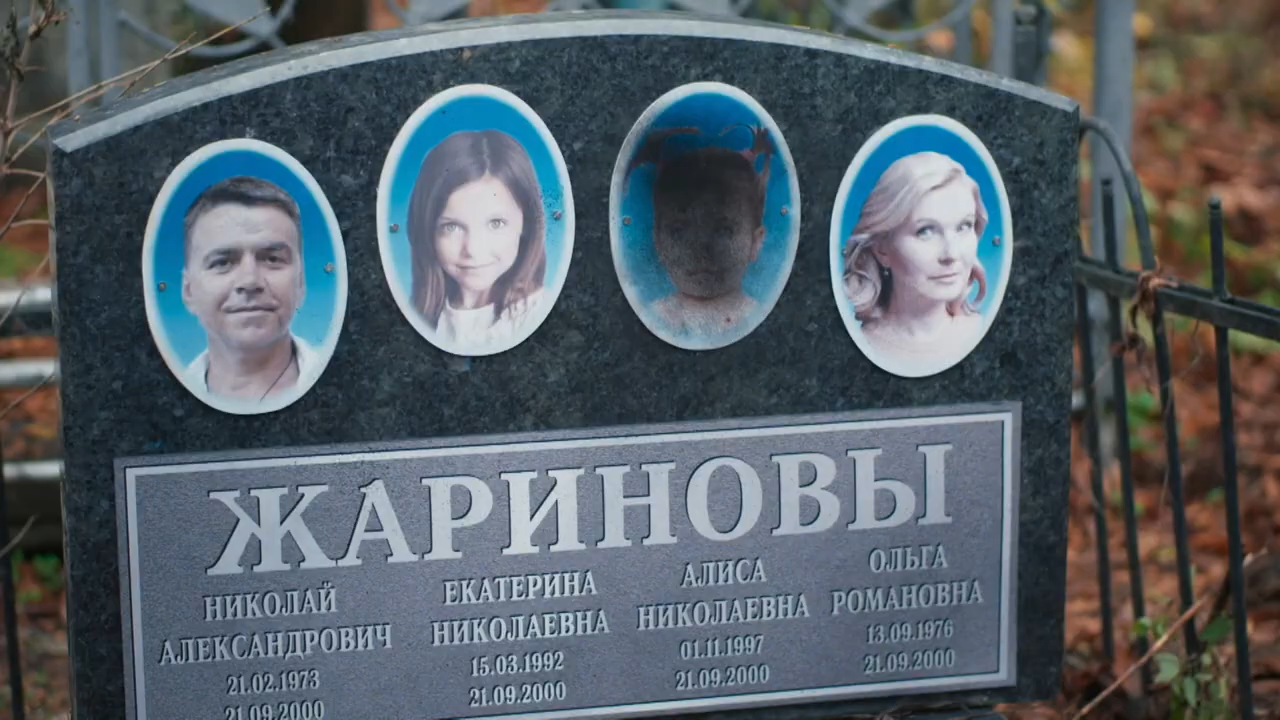 ЖАРИНОВЫ
НИКОЛАЙ
АЛЕКСАНДРОВИЧ
21.02.1973
21.09.2000
ЕКАТЕРИНА
НИКОЛАЕВНА
15.03.1992
21.09.2000
АЛИСА
НИКОЛАЕВНА
01.11.1997
21.09.2000
ОЛЬГА
РОМАНОВНА
13.09.1976
21.09.2000